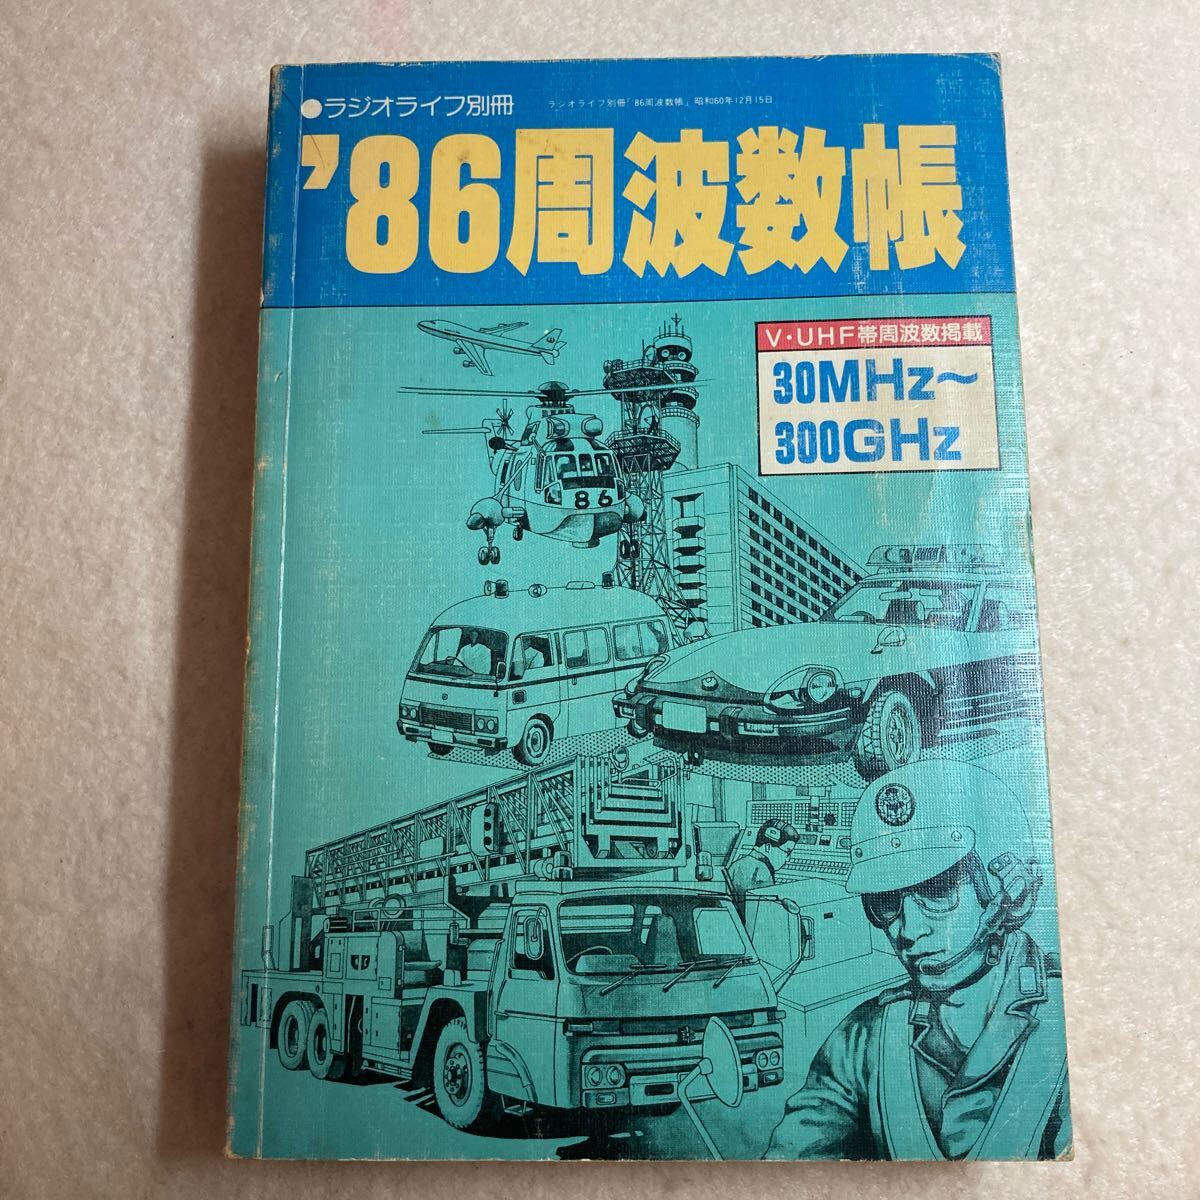 ●ラジオライフ別冊
ラジオライフ別冊「'86周波数帳」昭和60年12月15日
'86周波数帳
V・UHF帯周波数掲載
30MHz～
300GHz
86